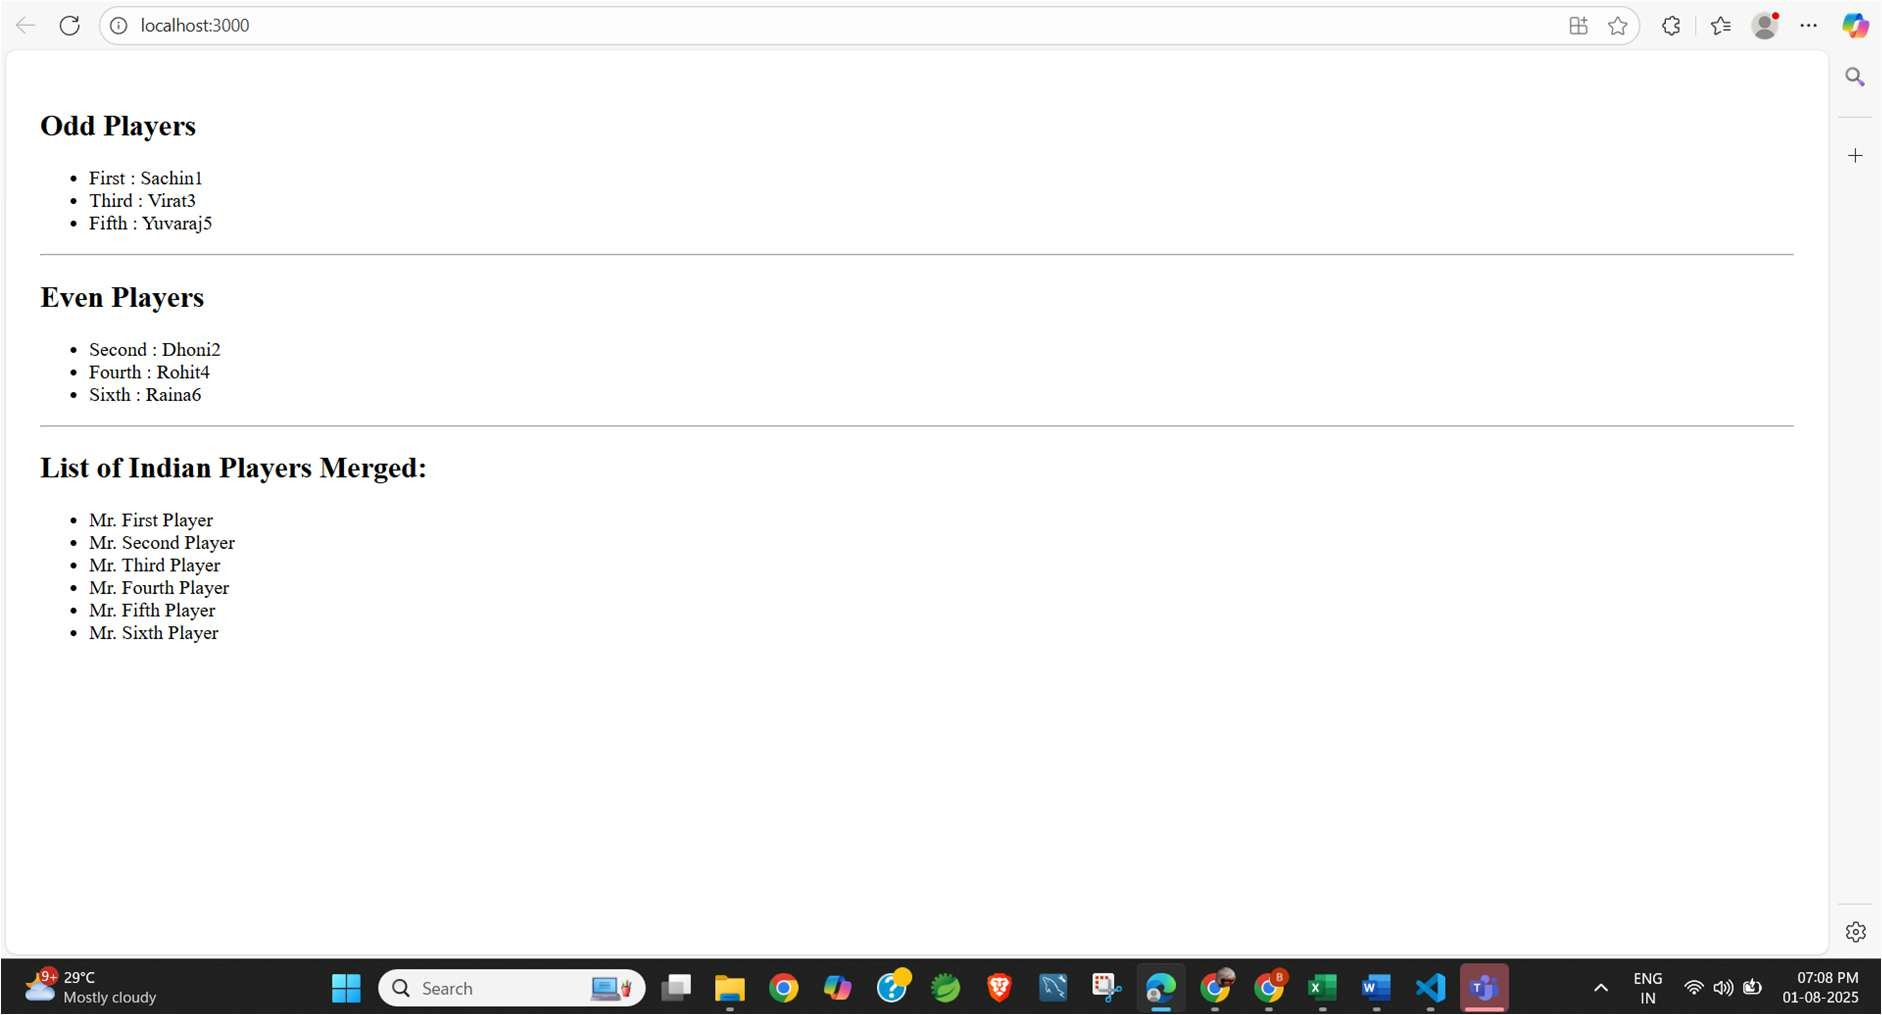 localhost:3000
Odd Players
First : Sachin1
Third : Virat3
Fifth : Yuvaraj5
Even Players
Second : Dhoni2
Fourth : Rohit4
Sixth : Raina6
List of Indian Players Merged:
Mr. First Player
Mr. Second Player
Mr. Third Player
Mr. Fourth Player
Mr. Fifth Player
Mr. Sixth Player
9+
29°C
Mostly cloudy
Search
B
ENG
IN
07:08 PM
01-08-2025